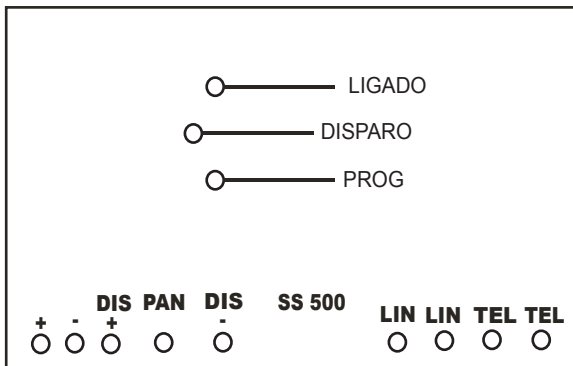 LIGADO
DISPARO
PROG
DIS PAN DIS SS 500
+ - + - LIN LIN TEL TEL